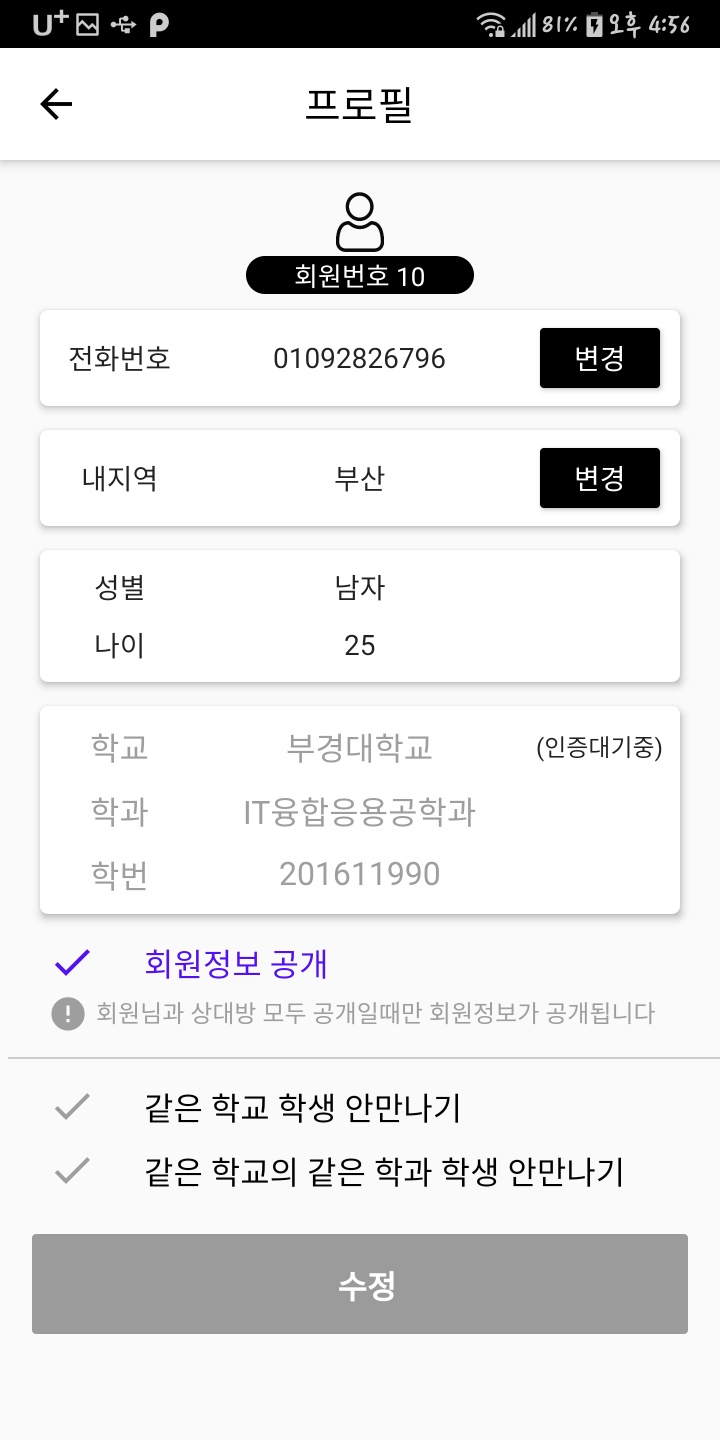 U+ 81% 오후 4:56
프로필
회원번호 10
전화번호 01092826796 변경
내지역 부산 변경
성별 남자
나이 25
학교 부경대학교 (인증대기중)
학과 IT융합응용공학과
학번 201611990
회원정보 공개
회원님과 상대방 모두 공개일때만 회원정보가 공개됩니다
같은 학교 학생 안만나기
같은 학교의 같은 학과 학생 안만나기
수정